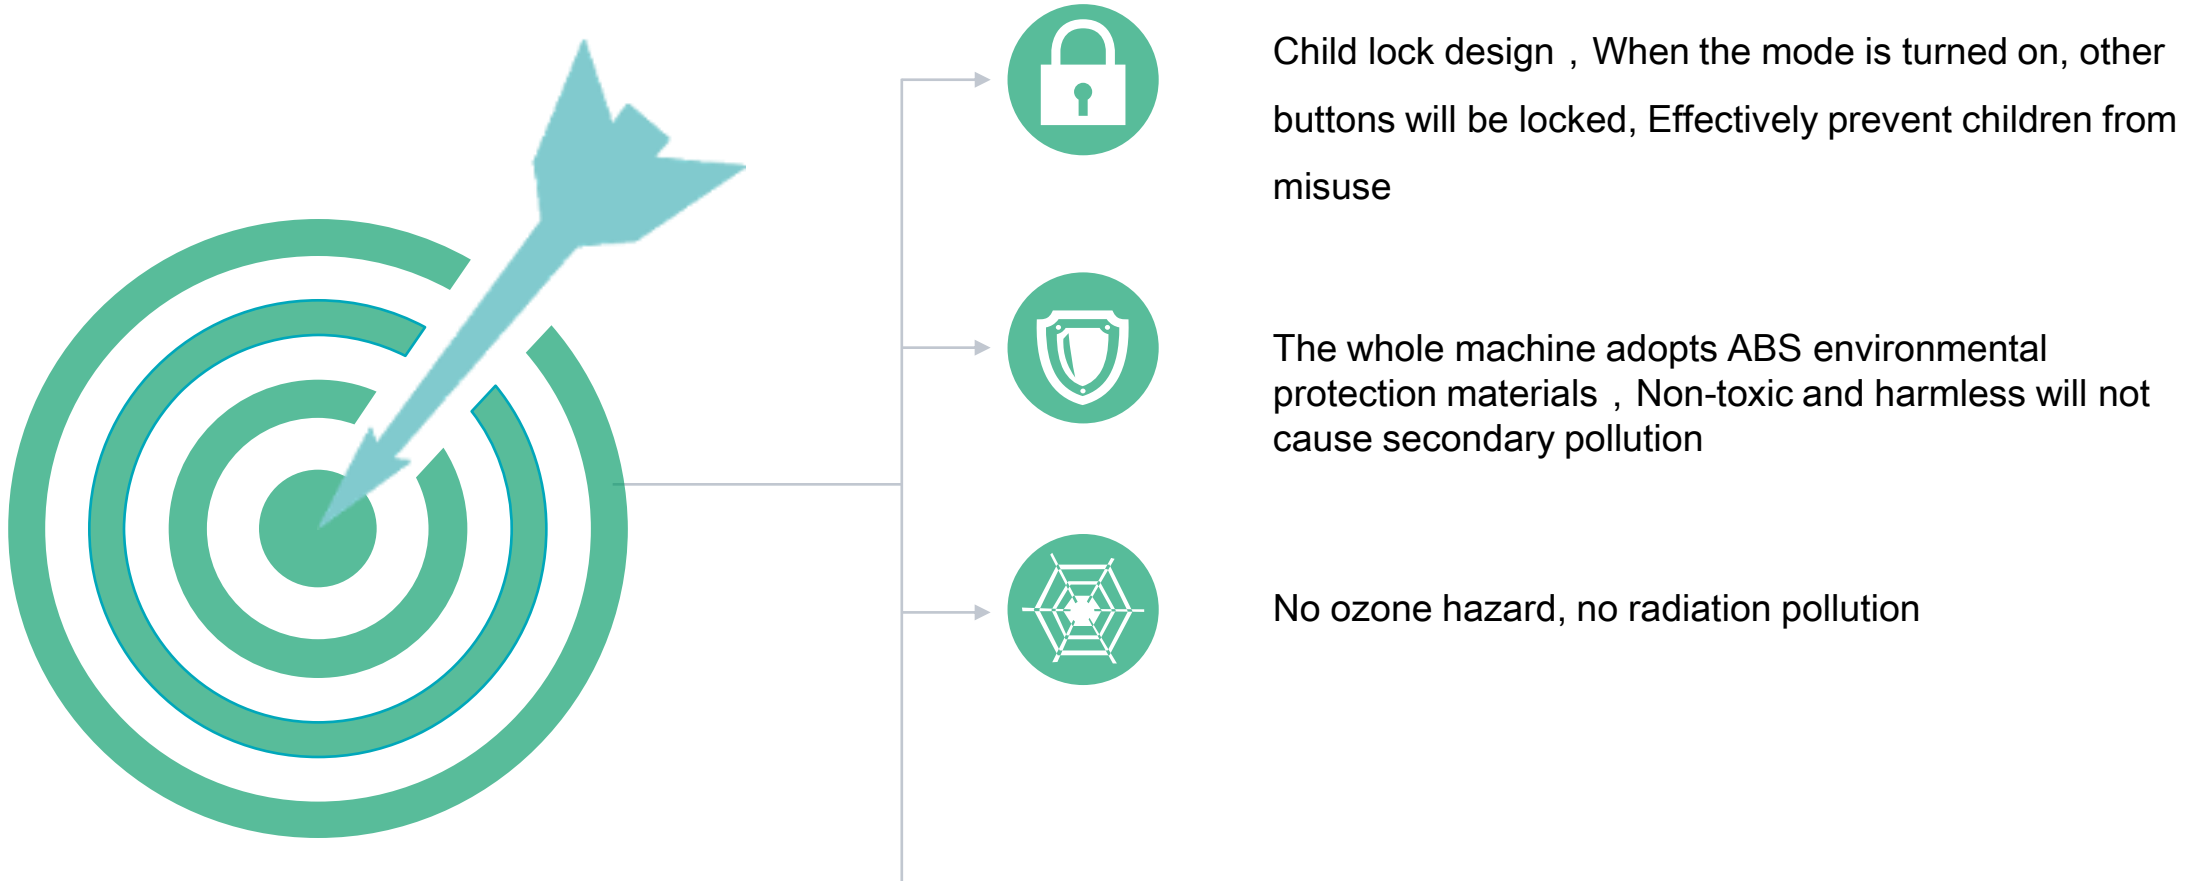 Child lock design，When the mode is turned on, other
buttons will be locked, Effectively prevent children from
misuse
The whole machine adopts ABS environmental
protection materials，Non-toxic and harmless will not
cause secondary pollution
No ozone hazard, no radiation pollution